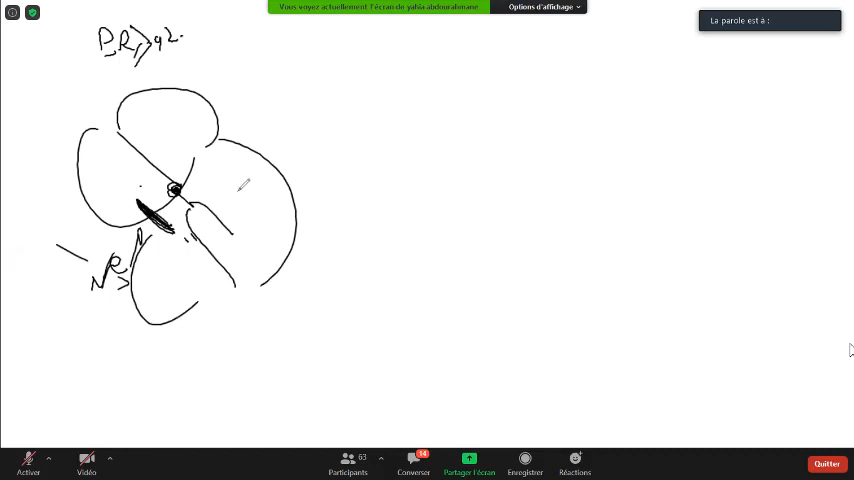 Vous voyez actuellement l'écran de yahla abdourahmane
Options d'affichage
La parole est à :
63
14
Activer
Vidéo
Participants
Converser
Partager l'écran
Enregistrer
Réactions
Quitter